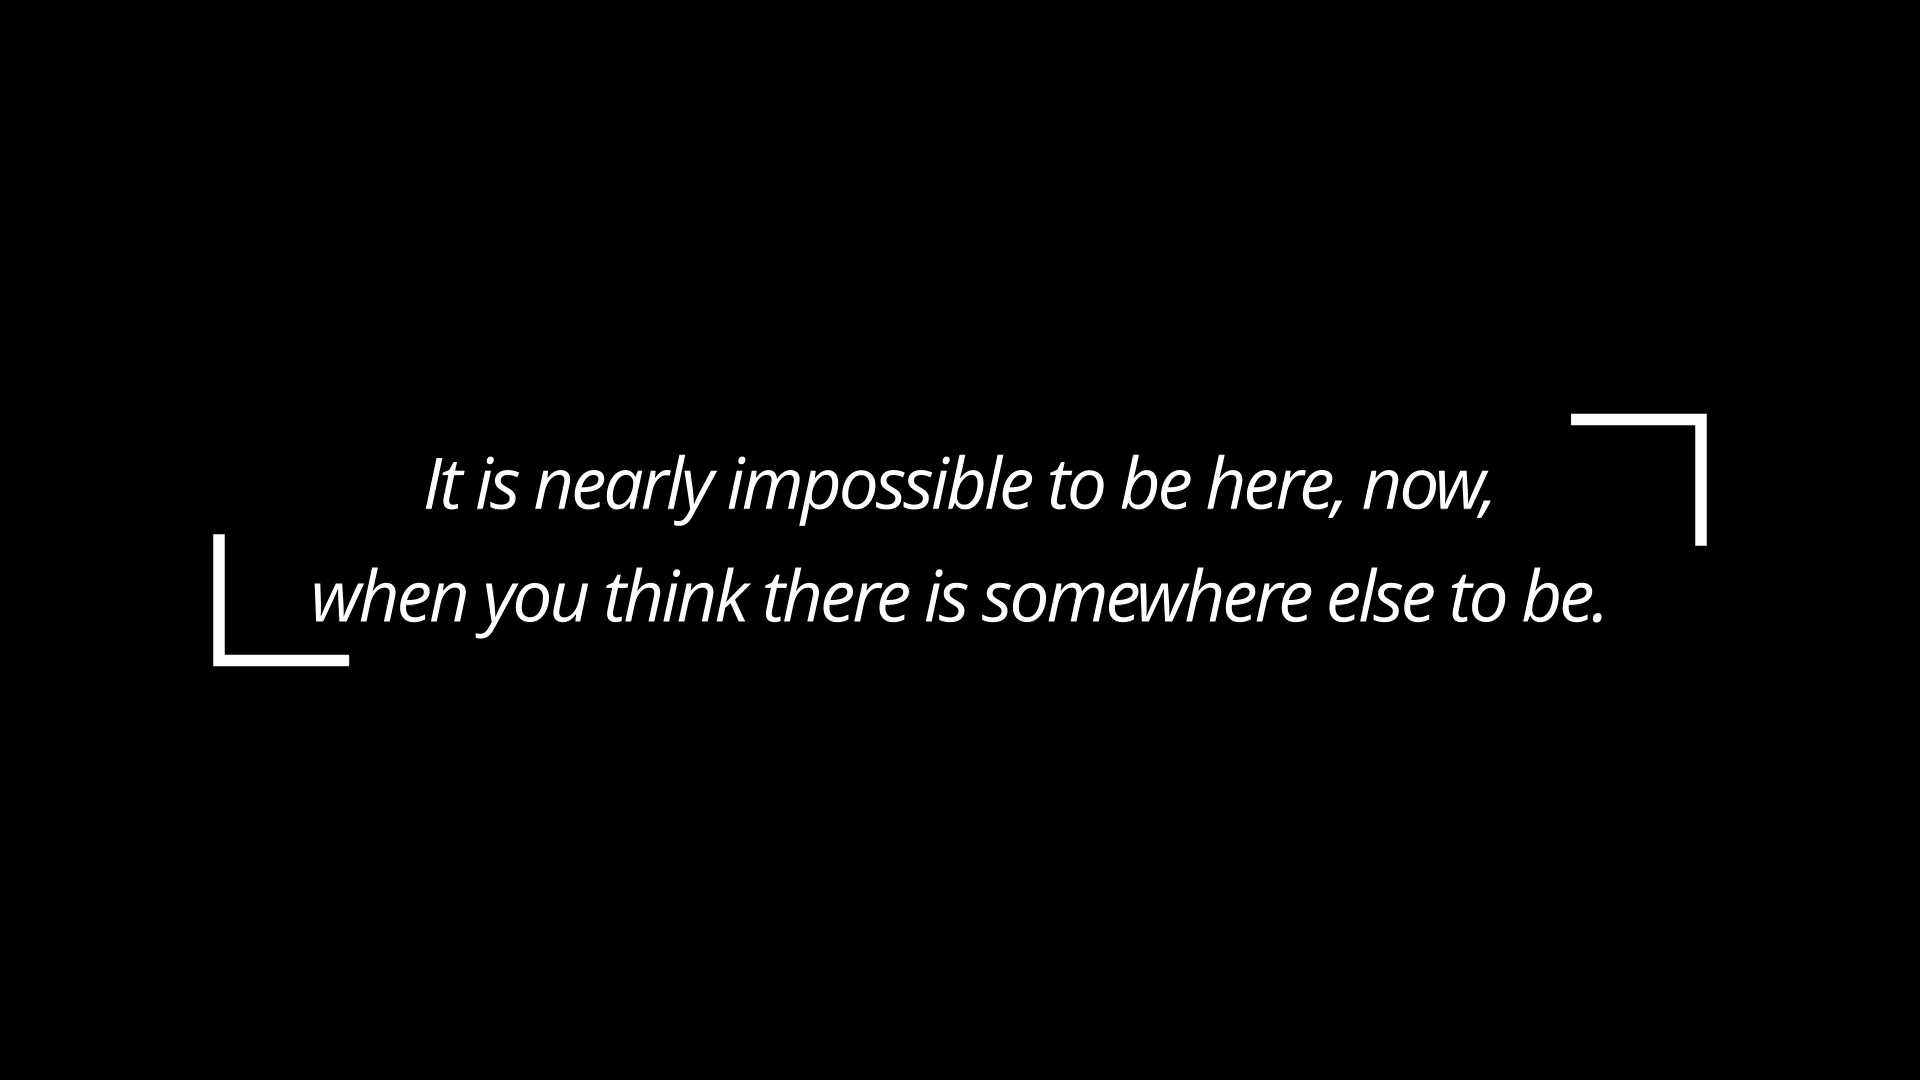 It is nearly impossible to be here, now,
when you think there is somewhere else to be.